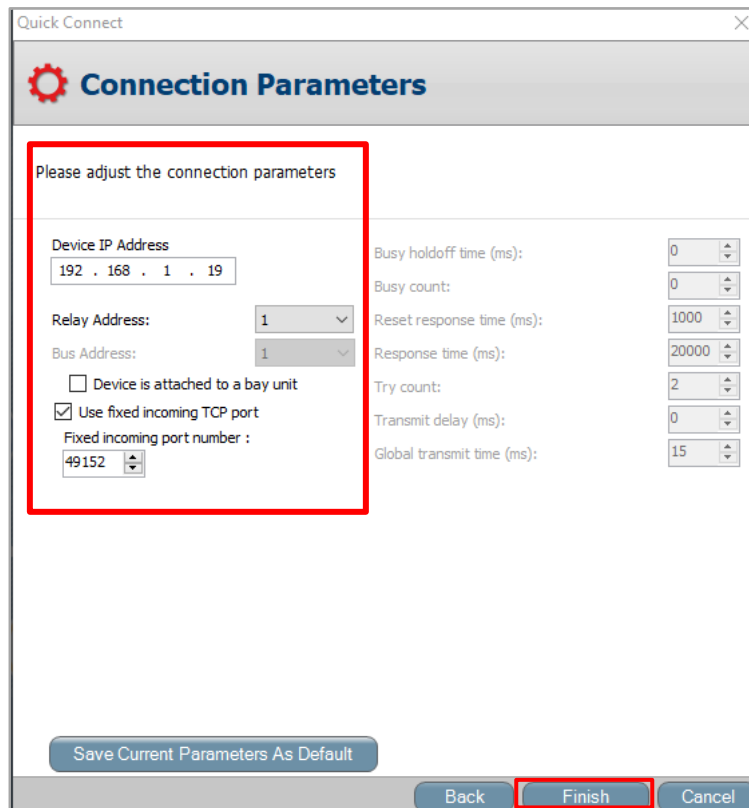 Quick Connect
Connection Parameters
Please adjust the connection parameters
Device IP Address
192 . 168 . 1 . 19
Relay Address: 1
Bus Address: 1
Device is attached to a bay unit
Use fixed incoming TCP port
Fixed incoming port number :
49152
Busy holdoff time (ms): 0
Busy count: 0
Reset response time (ms): 1000
Response time (ms): 20000
Try count: 2
Transmit delay (ms): 0
Global transmit time (ms): 15
Save Current Parameters As Default
Back Finish Cancel